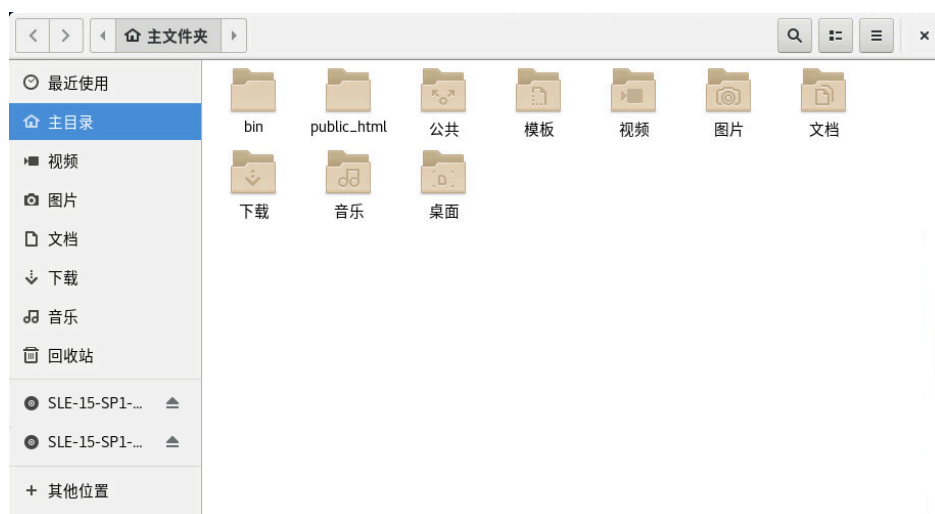 主文件夹
最近使用
主目录
视频
图片
文档
下载
音乐
回收站
SLE-15-SP1-...
SLE-15-SP1-...
其他位置
bin
public_html
公共
模板
视频
图片
文档
下载
音乐
桌面